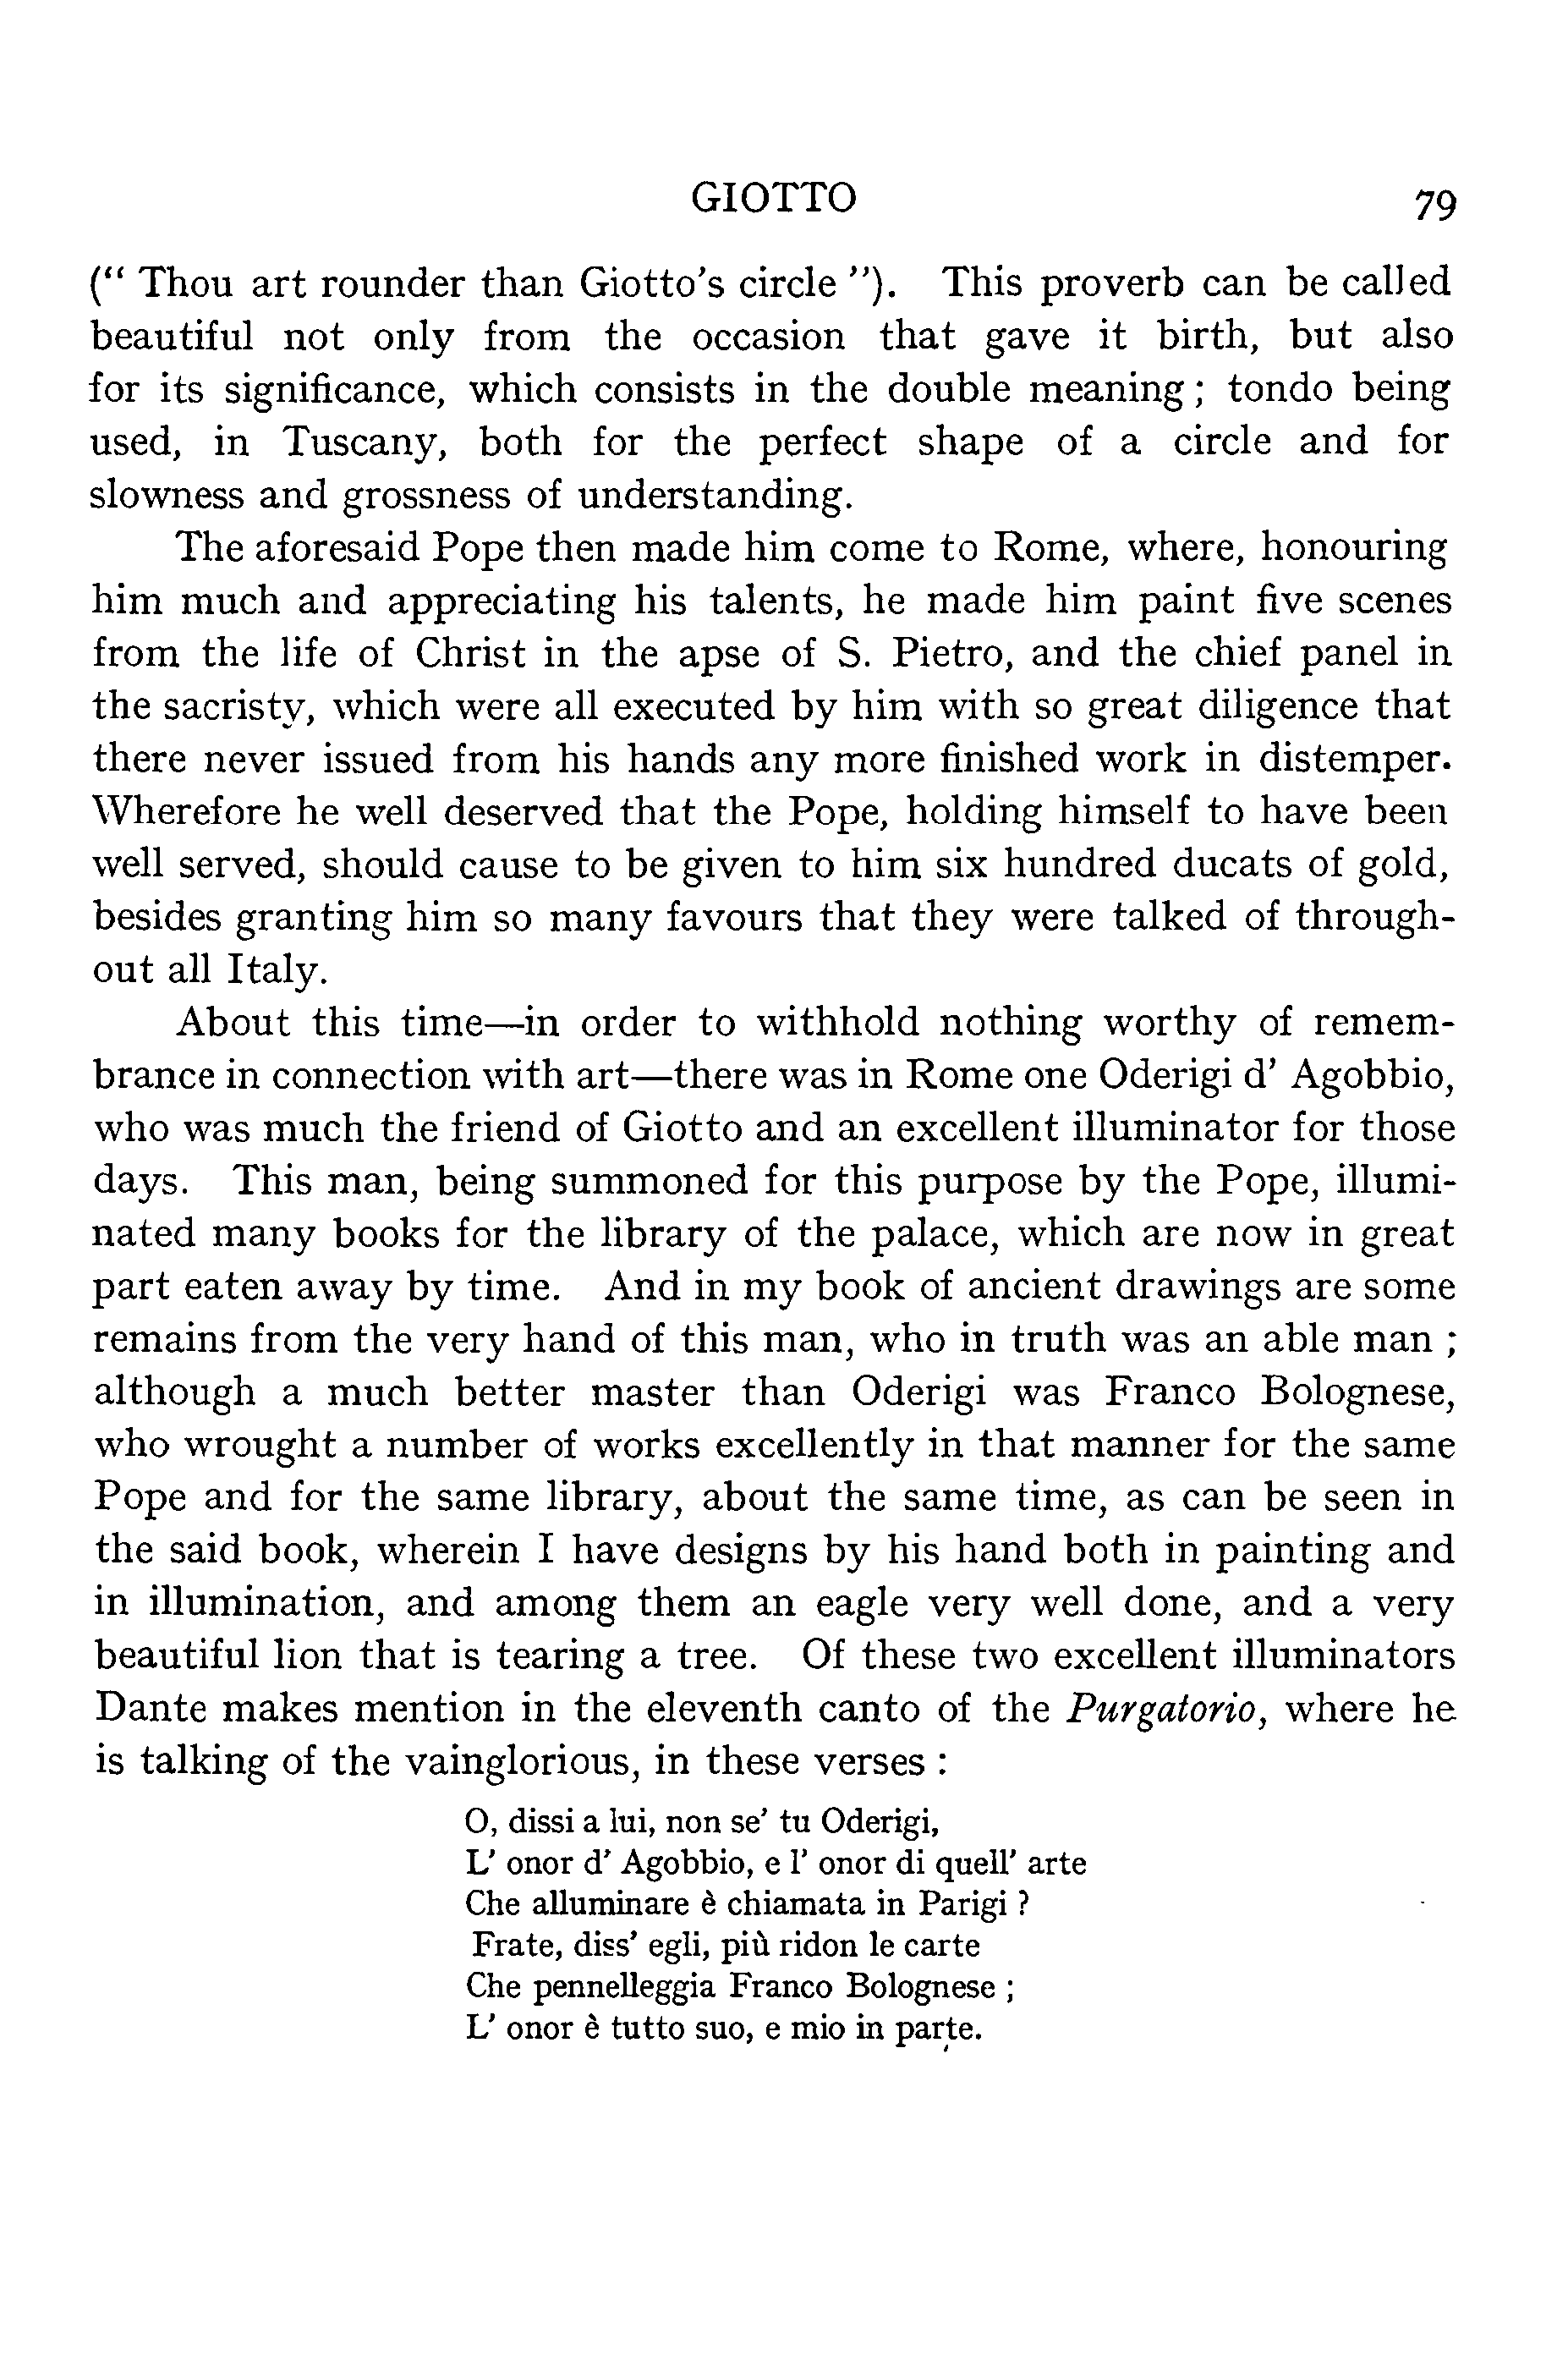 GIOTTO 79
(“ Thou art rounder than Giotto’s circle ”). This proverb can be called
beautiful not only from the occasion that gave it birth, but also
for its significance, which consists in the double meaning ; tondo being
used, in Tuscany, both for the perfect shape of a circle and for
slowness and grossness of understanding.
The aforesaid Pope then made him come to Rome, where, honouring
him much and appreciating his talents, he made him paint five scenes
from the life of Christ in the apse of S. Pietro, and the chief panel in
the sacristy, which were all executed by him with so great diligence that
there never issued from his hands any more finished work in distemper.
Wherefore he well deserved that the Pope, holding himself to have been
well served, should cause to be given to him six hundred ducats of gold,
besides granting him so many favours that they were talked of through-
out all Italy.
About this time—in order to withhold nothing worthy of remem-
brance in connection with art—there was in Rome one Oderigi d’ Agobbio,
who was much the friend of Giotto and an excellent illuminator for those
days. This man, being summoned for this purpose by the Pope, illumi-
nated many books for the library of the palace, which are now in great
part eaten away by time. And in my book of ancient drawings are some
remains from the very hand of this man, who in truth was an able man ;
although a much better master than Oderigi was Franco Bolognese,
who wrought a number of works excellently in that manner for the same
Pope and for the same library, about the same time, as can be seen in
the said book, wherein I have designs by his hand both in painting and
in illumination, and among them an eagle very well done, and a very
beautiful lion that is tearing a tree. Of these two excellent illuminators
Dante makes mention in the eleventh canto of the Purgatorio, where he
is talking of the vainglorious, in these verses :
O, dissi a lui, non se’ tu Oderigi,
L’ onor d’ Agobbio, e l’ onor di quell’ arte
Che alluminare è chiamata in Parigi ?
Frate, diss’ egli, più ridon le carte
Che pennelleggia Franco Bolognese ;
L’ onor è tutto suo, e mio in parte.